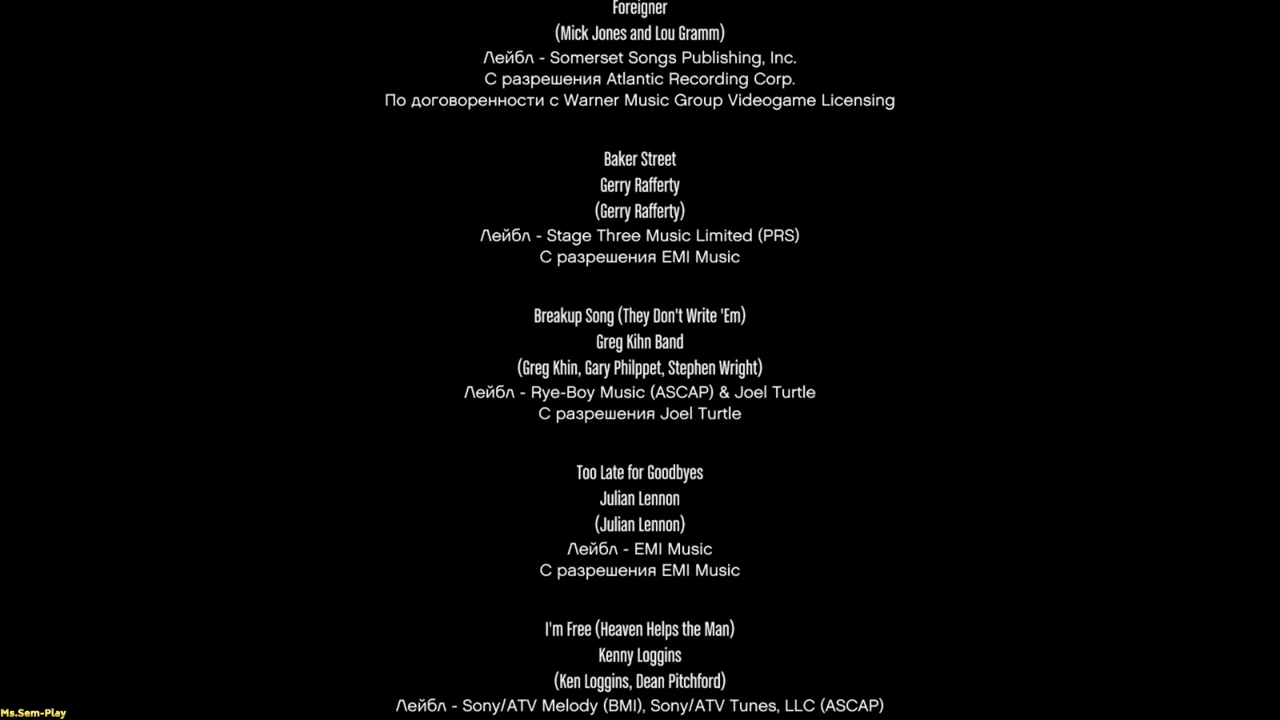 Foreigner
(Mick Jones and Lou Gramm)
Лейбл - Somerset Songs Publishing, Inc.
С разрешения Atlantic Recording Corp.
По договоренности с Warner Music Group Videogame Licensing
Baker Street
Gerry Rafferty
(Gerry Rafferty)
Лейбл - Stage Three Music Limited (PRS)
С разрешения EMI Music
Breakup Song (They Don't Write 'Em)
Greg Kihn Band
(Greg Khin, Gary Philppet, Stephen Wright)
Лейбл - Rye-Boy Music (ASCAP) & Joel Turtle
С разрешения Joel Turtle
Too Late for Goodbyes
Julian Lennon
(Julian Lennon)
Лейбл - EMI Music
С разрешения EMI Music
I'm Free (Heaven Helps the Man)
Kenny Loggins
(Ken Loggins, Dean Pitchford)
Лейбл - Sony/ATV Melody (BMI), Sony/ATV Tunes, LLC (ASCAP)
Ms.Sem-Play